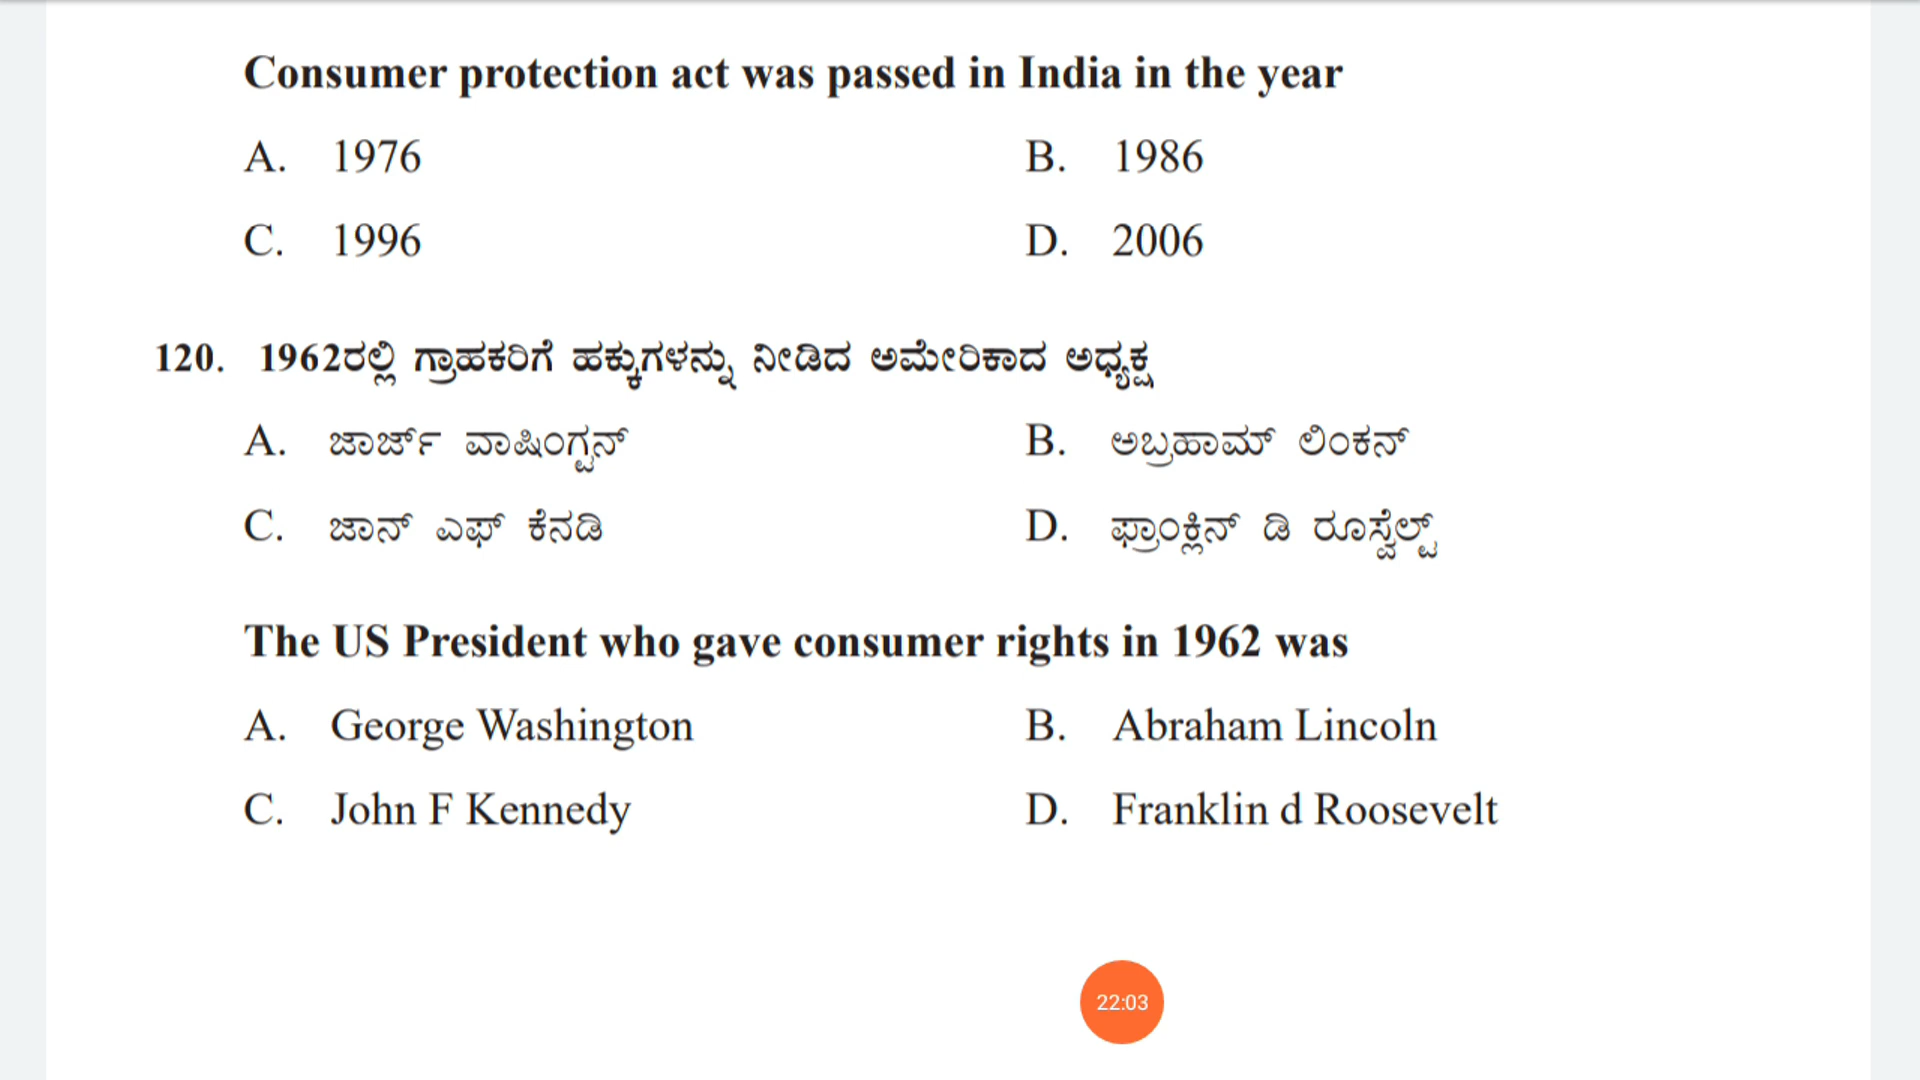 Consumer protection act was passed in India in the year
A. 1976 B. 1986
C. 1996 D. 2006
120. 1962ರಲ್ಲಿ ಗ್ರಾಹಕರಿಗೆ ಹಕ್ಕುಗಳನ್ನು ನೀಡಿದ ಅಮೇರಿಕಾದ ಅಧ್ಯಕ್ಷ
A. ಜಾರ್ಜ್ ವಾಷಿಂಗ್ಟನ್ B. ಅಬ್ರಹಾಮ್ ಲಿಂಕನ್
C. ಜಾನ್ ಎಫ್ ಕೆನಡಿ D. ಫ್ರಾಂಕ್ಲಿನ್ ಡಿ ರೂಸ್ವೆಲ್ಟ್
The US President who gave consumer rights in 1962 was
A. George Washington B. Abraham Lincoln
C. John F Kennedy D. Franklin d Roosevelt
22:03